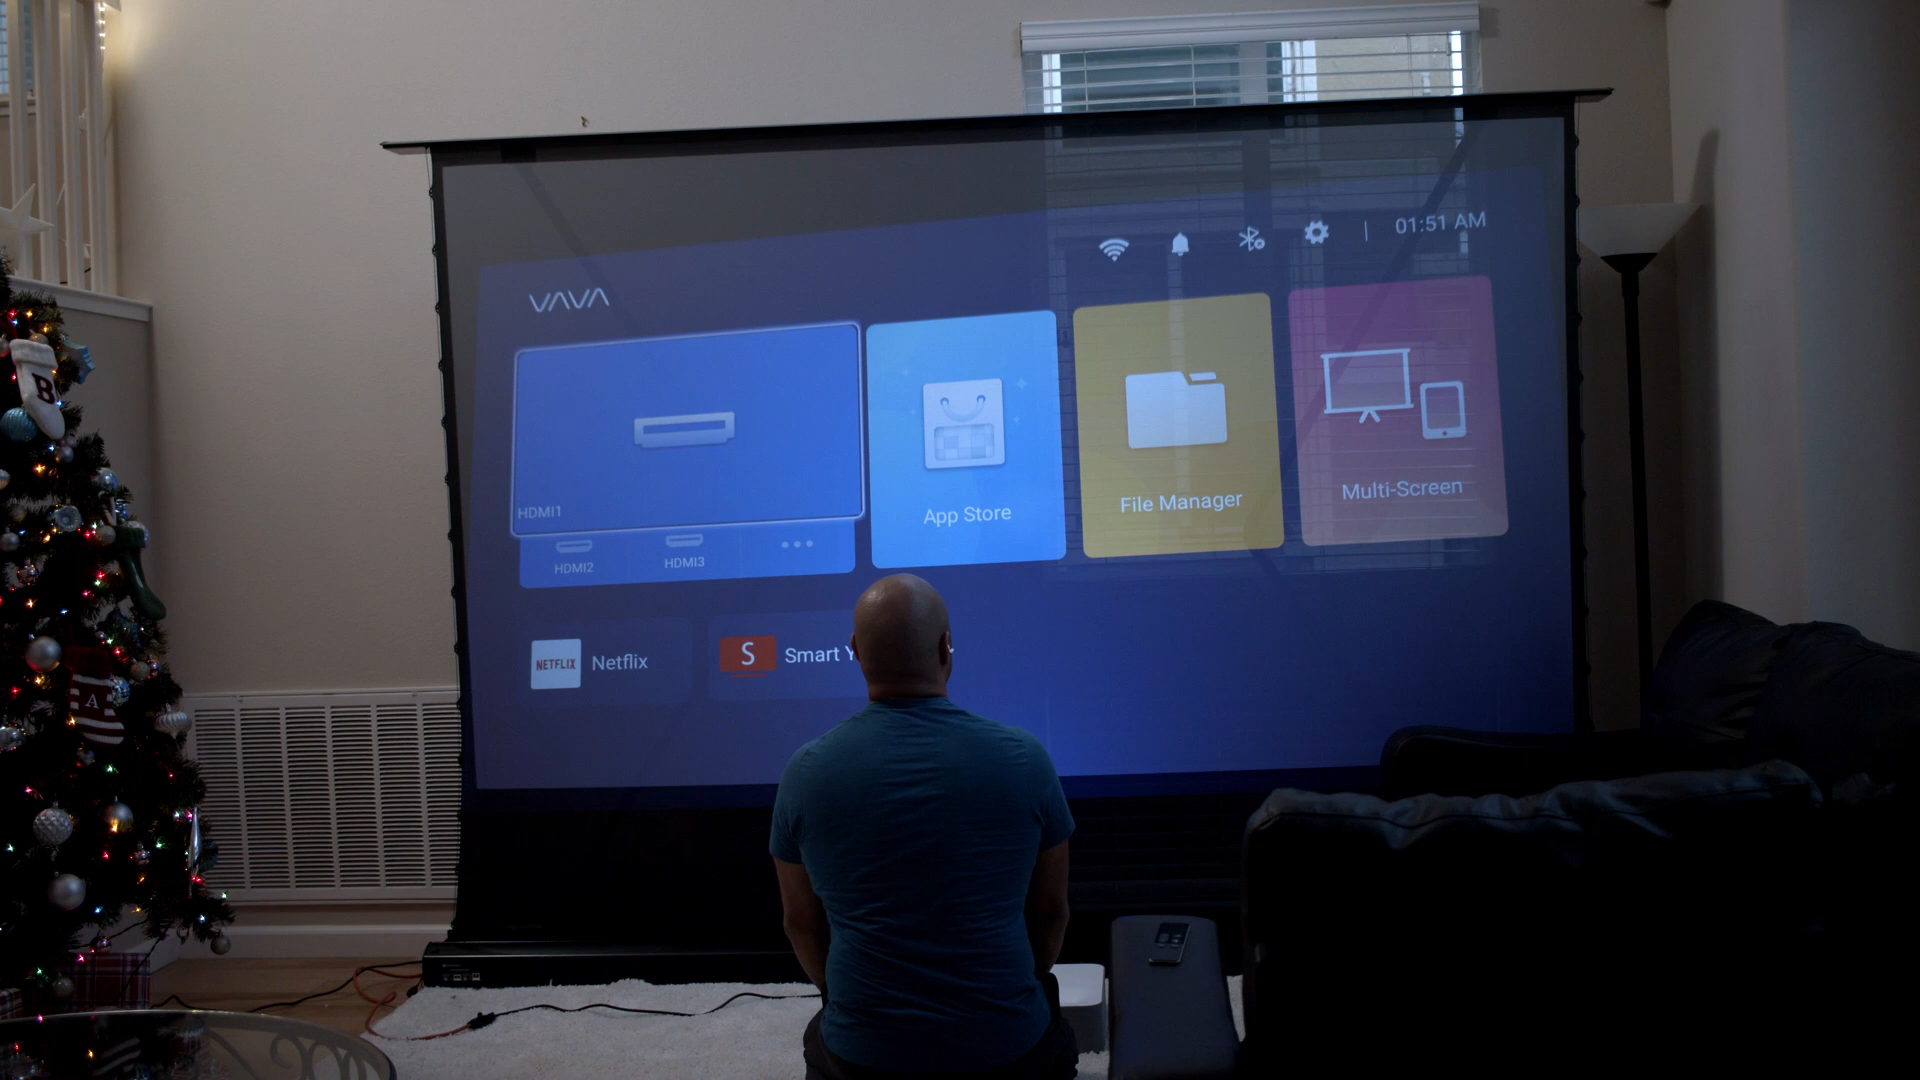 01:51 AM
VAVA
HDMI1
HDMI2
HDMI3
App Store
File Manager
Multi-Screen
NETFLIX
Netflix
S
Smart
B
A